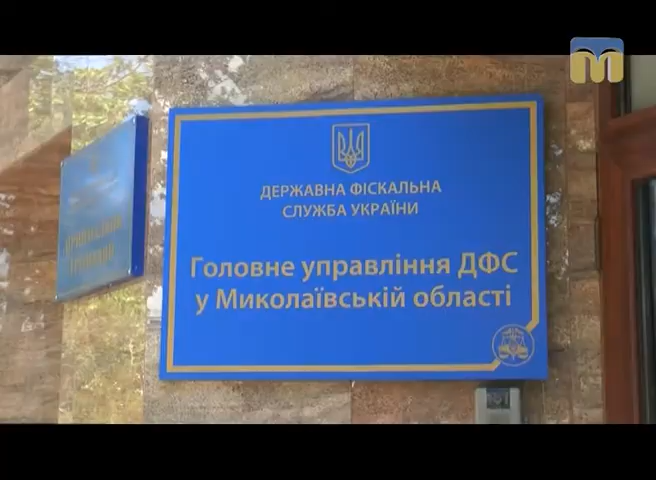 ДЕРЖАВНА ФІСКАЛЬНА
СЛУЖБА УКРАЇНИ
Головне управління ДФС
у Миколаївській області